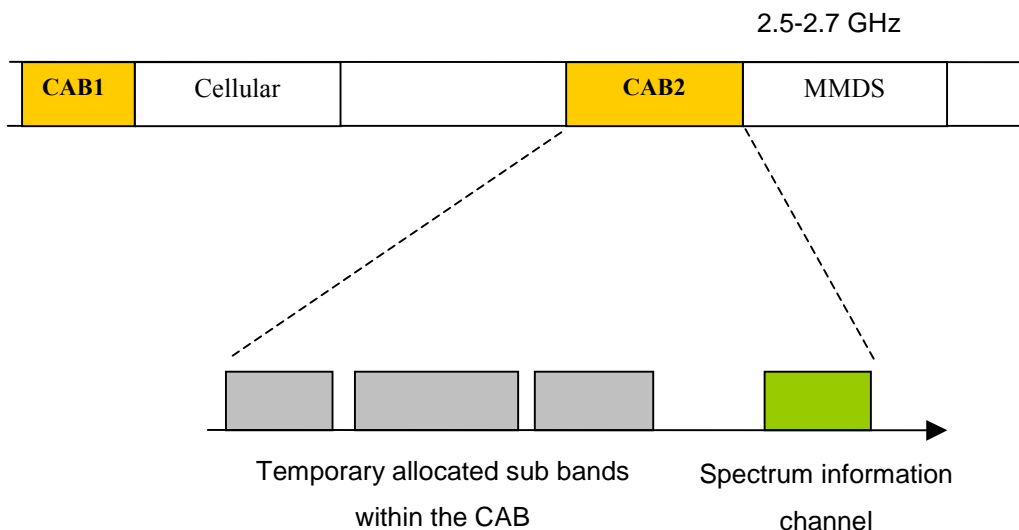 2.5-2.7 GHz
CAB1 Cellular CAB2 MMDS
Temporary allocated sub bands
within the CAB
Spectrum information
channel